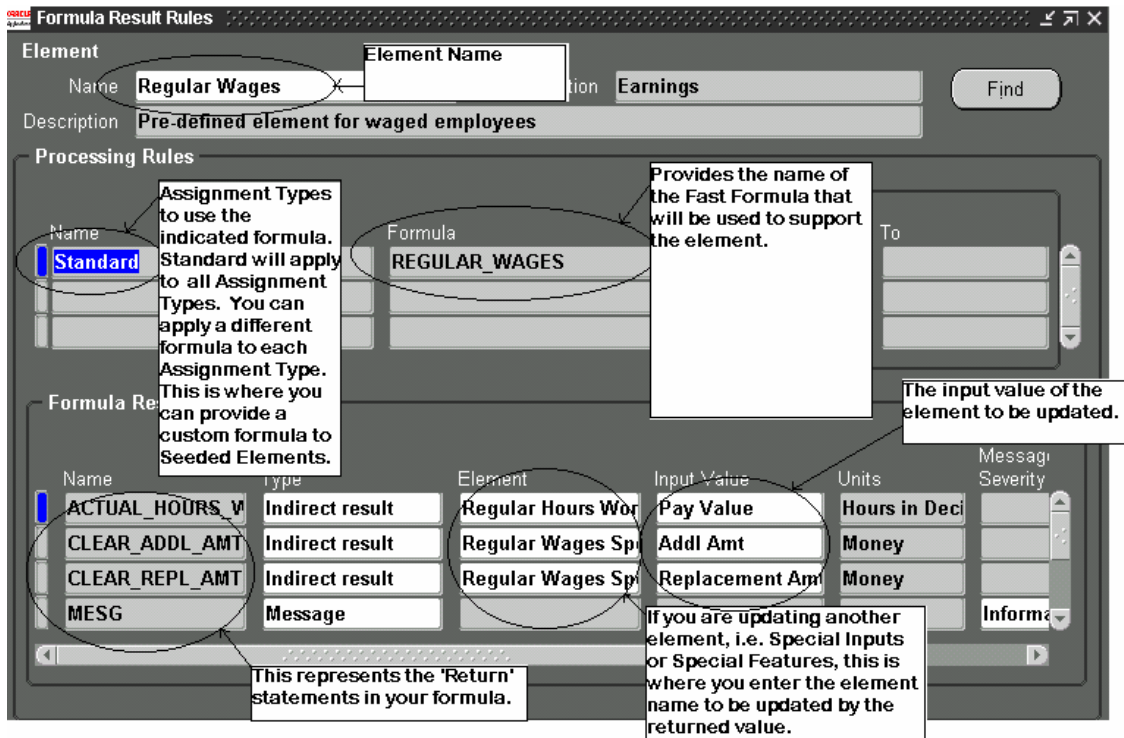 Formula Result Rules
Element
Element Name
Name Regular Wages
tion Earnings
Find
Description Pre-defined element for waged employees
Processing Rules
Assignment Types
to use the
indicated formula.
Standard will apply
to all Assignment
Types. You can
apply a different
formula to each
Assignment Type.
This is where you
can provide a
custom formula to
Seeded Elements.
Provides the name of
the Fast Formula that
will be used to support
the element.
Name Formula To
Standard REGULAR_WAGES
The input value of the
element to be updated.
Formula Re
Name Type Element Input Value Units Messag
Severity
ACTUAL_HOURS_W Indirect result Regular Hours Wor Pay Value Hours in Deci
CLEAR_ADDL_AMT Indirect result Regular Wages Spe Addl Amt Money
CLEAR_REPL_AMT Indirect result Regular Wages Sp Replacement Am Money
MESG Message Informa
If you are updating another
element, i.e. Special Inputs
or Special Features, this is
where you enter the element
name to be updated by the
returned value.
This represents the 'Return'
statements in your formula.